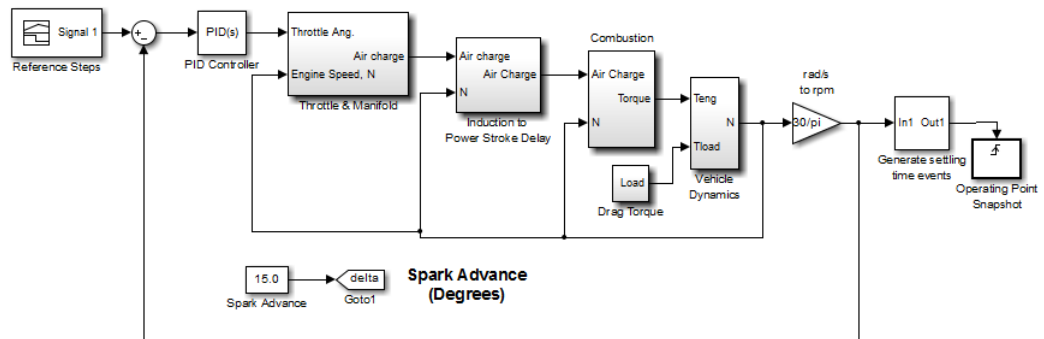 Signal 1
Reference Steps
+
−
PID(s)
PID Controller
Throttle Ang.
Air charge
Engine Speed, N
Throttle & Manifold
Air charge
Air Charge
N
Induction to
Power Stroke Delay
Combustion
Air Charge
Torque
N
Load
Drag Torque
Teng
N
Tload
Vehicle
Dynamics
rad/s
to rpm
30/pi
In1 Out1
Generate settling
time events
Operating Point
Snapshot
15.0
Spark Advance
delta
Goto1
Spark Advance
(Degrees)